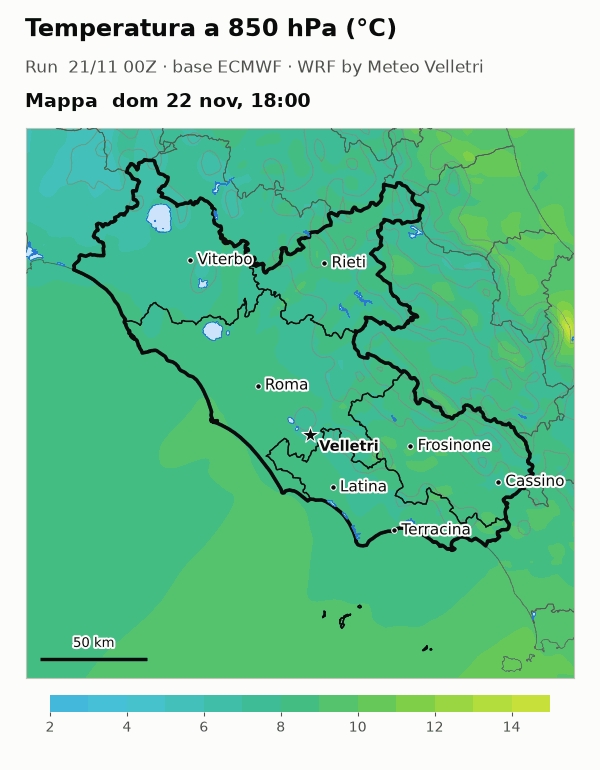 Temperatura a 850 hPa (°C)
Run  21/11 00Z · base ECMWF · WRF by Meteo Velletri
Mappa  dom 22 nov, 18:00
Viterbo
Rieti
Roma
Velletri
Frosinone
Latina
Cassino
Terracina
50 km
2 4 6 8 10 12 14